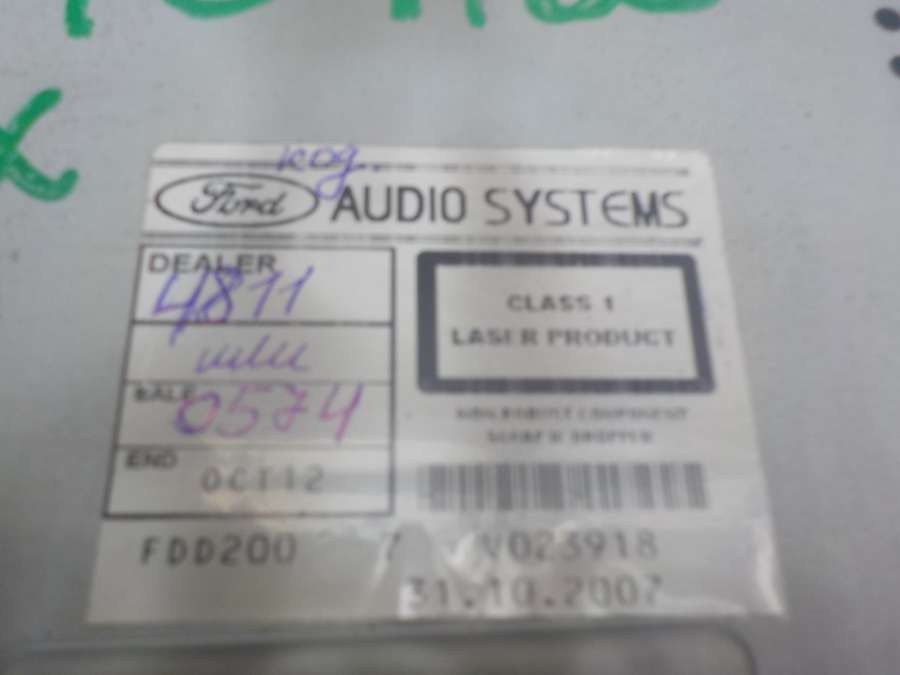 x
код.
Ford AUDIO SYSTEMS
DEALER
4811
или
0574
END OCT12
CLASS 1
LASER PRODUCT
FDD200 7 V023918
31.10.2007